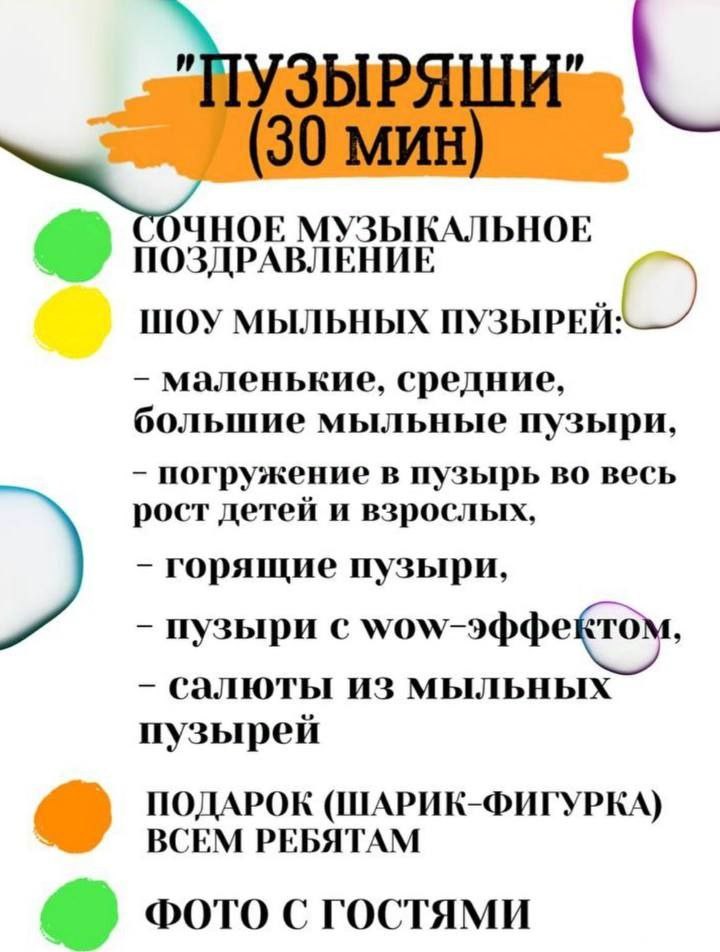 "ПУЗЫРЯШИ"
(30 МИН)
СОЧНОЕ МУЗЫКАЛЬНОЕ
ПОЗДРАВЛЕНИЕ
ШОУ МЫЛЬНЫХ ПУЗЫРЕЙ:
- маленькие, средние,
большие мыльные пузыри,
- погружение в пузырь во весь
рост детей и взрослых,
- горящие пузыри,
- пузыри с wow-эффектом,
- салюты из мыльных
пузырей
ПОДАРОК (ШАРИК-ФИГУРКА)
ВСЕМ РЕБЯТАМ
ФОТО С ГОСТЯМИ